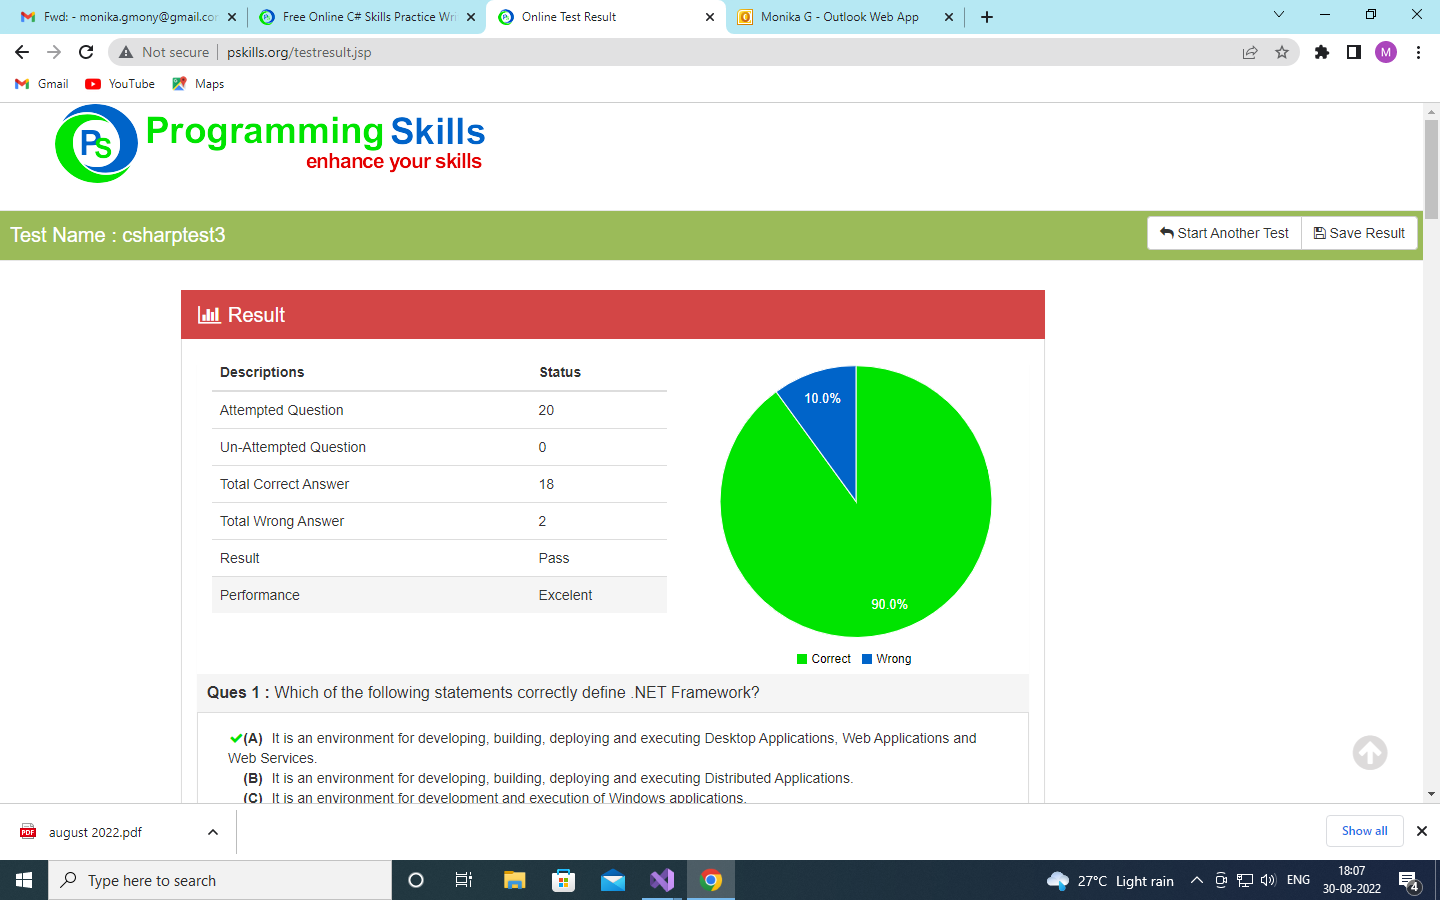 Fwd: - monika.gmony@gmail.co
Free Online C# Skills Practice Wri
Online Test Result
Monika G - Outlook Web App
Not secure
pskills.org/testresult.jsp
M
Gmail
YouTube
Maps
PS
Programming Skills
enhance your skills
Test Name : csharptest3
Start Another Test
Save Result
Result
Descriptions Status
Attempted Question 20
Un-Attempted Question 0
Total Correct Answer 18
Total Wrong Answer 2
Result Pass
Performance Excelent
10.0%
90.0%
Correct Wrong
Ques 1 : Which of the following statements correctly define .NET Framework?
(A) It is an environment for developing, building, deploying and executing Desktop Applications, Web Applications and
Web Services.
(B) It is an environment for developing, building, deploying and executing Distributed Applications.
(C) It is an environment for development and execution of Windows applications.
PDF
august 2022.pdf
Show all
Type here to search
27°C Light rain
ENG
18:07
30-08-2022
4